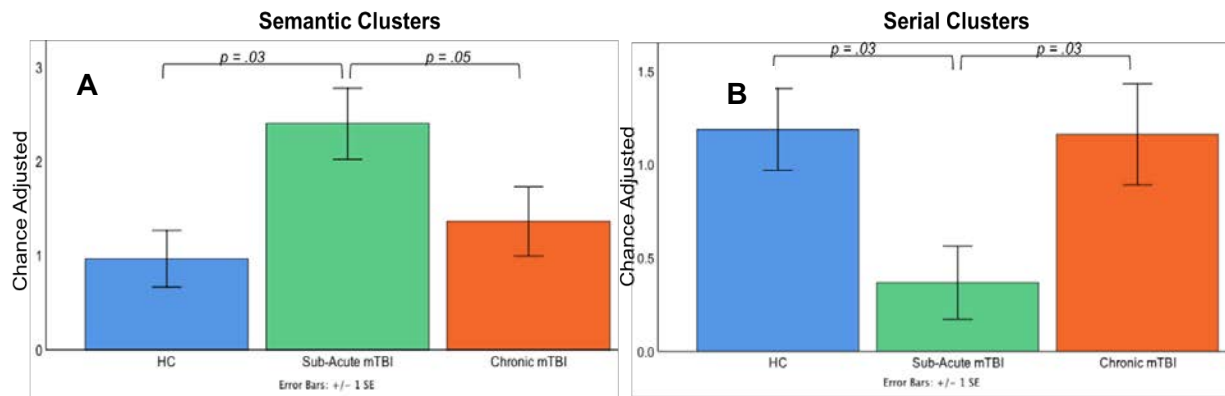 Semantic Clusters
A
Chance Adjusted
3
2
1
0
p = .03
p = .05
HC
Sub-Acute mTBI
Chronic mTBI
Error Bars: +/- 1 SE
Serial Clusters
B
Chance Adjusted
1.5
1.0
0.5
0.0
p = .03
p = .03
HC
Sub-Acute mTBI
Chronic mTBI
Error Bars: +/- 1 SE